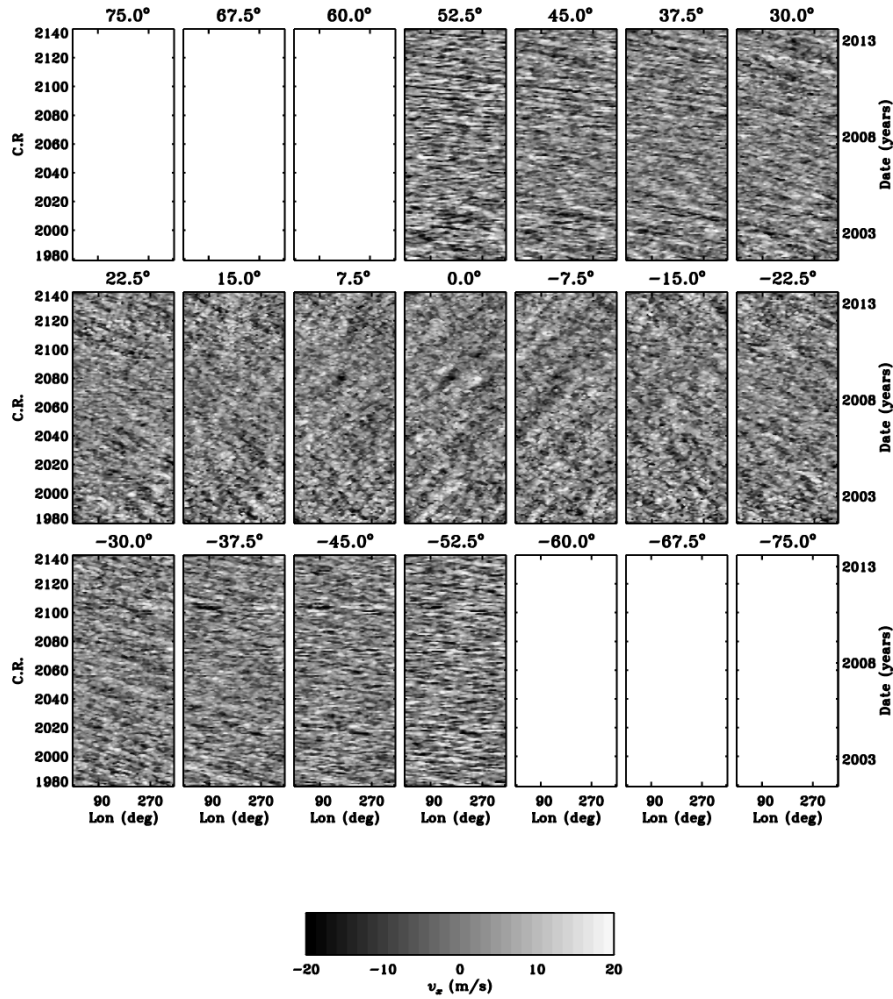 75.0° 67.5° 60.0° 52.5° 45.0° 37.5° 30.0°
2140
2120
2100
2080
2060
2040
2020
2000
1980
C.R
2013
2008
2003
Date (years)
22.5° 15.0° 7.5° 0.0° −7.5° −15.0° −22.5°
2140
2120
2100
2080
2060
2040
2020
2000
1980
C.R.
2013
2008
2003
Date (years)
−30.0° −37.5° −45.0° −52.5° −60.0° −67.5° −75.0°
2140
2120
2100
2080
2060
2040
2020
2000
1980
C.R.
2013
2008
2003
Date (years)
90 270 90 270 90 270 90 270 90 270 90 270 90 270
Lon (deg) Lon (deg) Lon (deg) Lon (deg) Lon (deg) Lon (deg) Lon (deg)
−20 −10 0 10 20
v_x (m/s)